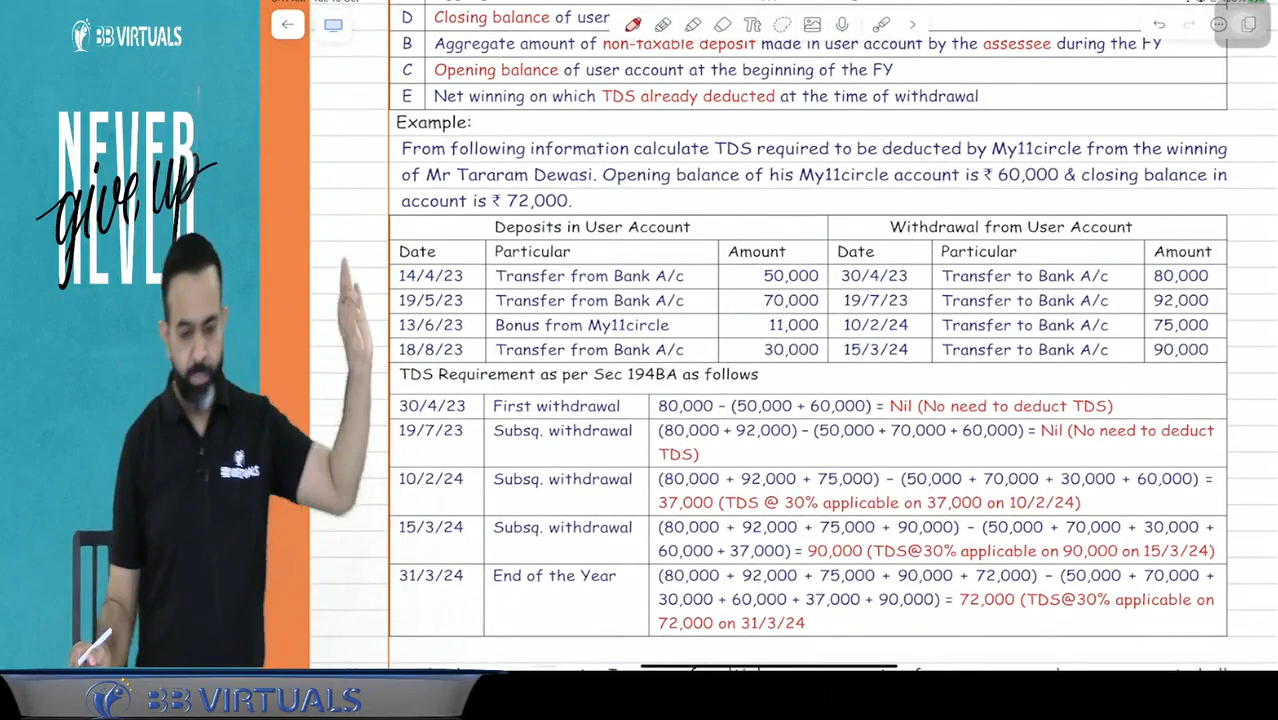 BB VIRTUALS
NEVER
give up
NEVER
D Closing balance of user
B Aggregate amount of non-taxable deposit made in user account by the assessee during the FY
C Opening balance of user account at the beginning of the FY
E Net winning on which TDS already deducted at the time of withdrawal
Example:
From following information calculate TDS required to be deducted by My11circle from the winning
of Mr Tararam Dewasi. Opening balance of his My11circle account is ₹ 60,000 & closing balance in
account is ₹ 72,000.
Deposits in User Account Withdrawal from User Account
Date Particular Amount Date Particular Amount
14/4/23 Transfer from Bank A/c 50,000 30/4/23 Transfer to Bank A/c 80,000
19/5/23 Transfer from Bank A/c 70,000 19/7/23 Transfer to Bank A/c 92,000
13/6/23 Bonus from My11circle 11,000 10/2/24 Transfer to Bank A/c 75,000
18/8/23 Transfer from Bank A/c 30,000 15/3/24 Transfer to Bank A/c 90,000
TDS Requirement as per Sec 194BA as follows
30/4/23 First withdrawal 80,000 – (50,000 + 60,000) = Nil (No need to deduct TDS)
19/7/23 Subsq. withdrawal (80,000 + 92,000) – (50,000 + 70,000 + 60,000) = Nil (No need to deduct
TDS)
10/2/24 Subsq. withdrawal (80,000 + 92,000 + 75,000) – (50,000 + 70,000 + 30,000 + 60,000) =
37,000 (TDS @ 30% applicable on 37,000 on 10/2/24)
15/3/24 Subsq. withdrawal (80,000 + 92,000 + 75,000 + 90,000) – (50,000 + 70,000 + 30,000 +
60,000 + 37,000) = 90,000 (TDS@30% applicable on 90,000 on 15/3/24)
31/3/24 End of the Year (80,000 + 92,000 + 75,000 + 90,000 + 72,000) – (50,000 + 70,000 +
30,000 + 60,000 + 37,000 + 90,000) = 72,000 (TDS@30% applicable on
72,000 on 31/3/24
BB VIRTUALS
BB VIRTUALS